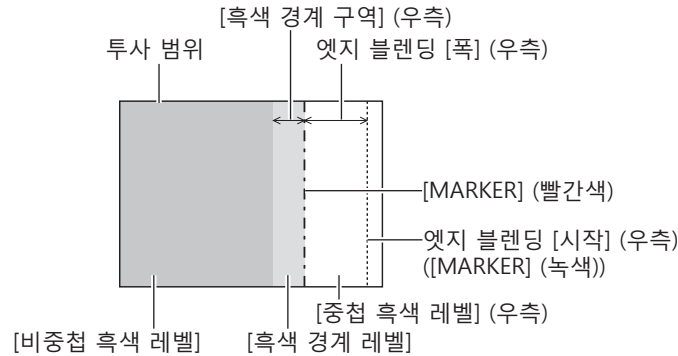 [흑색 경계 구역] (우측)
투사 범위
엣지 블렌딩 [폭] (우측)
[MARKER] (빨간색)
엣지 블렌딩 [시작] (우측)
([MARKER] (녹색))
[중첩 흑색 레벨] (우측)
[비중첩 흑색 레벨]
[흑색 경계 레벨]